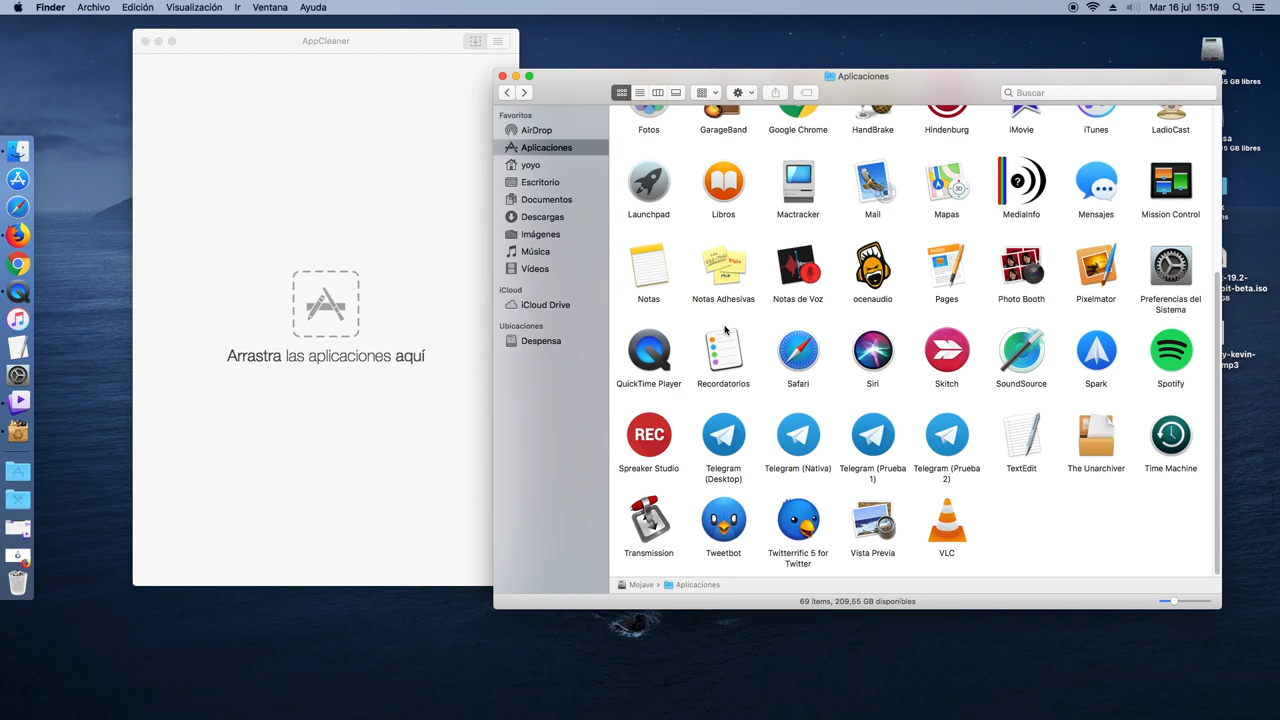 Finder Archivo Edición Visualización Ir Ventana Ayuda
Mar 16 jul 15:19
AppCleaner
Arrastra las aplicaciones aquí
Aplicaciones
Buscar
Favoritos
AirDrop
Aplicaciones
yoyo
Escritorio
Documentos
Descargas
Imágenes
Música
Vídeos
iCloud
iCloud Drive
Ubicaciones
Despensa
Fotos GarageBand Google Chrome HandBrake Hindenburg iMovie iTunes LadioCast
Launchpad Libros Mactracker Mail Mapas MediaInfo Mensajes Mission Control
Notas Notas Adhesivas Notas de Voz ocenaudio Pages Photo Booth Pixelmator Preferencias del
Sistema
QuickTime Player Recordatorios Safari Siri Skitch SoundSource Spark Spotify
REC
Spreaker Studio Telegram Telegram (Nativa) Telegram (Prueba Telegram (Prueba TextEdit The Unarchiver Time Machine
(Desktop) 1) 2)
Transmission Tweetbot Twitterrific 5 for Vista Previa VLC
Twitter
Mojave › Aplicaciones
69 ítems, 209,55 GB disponibles
GB libres
GB libres
-19.2-
bit-beta.iso
y-kevin-
mp3